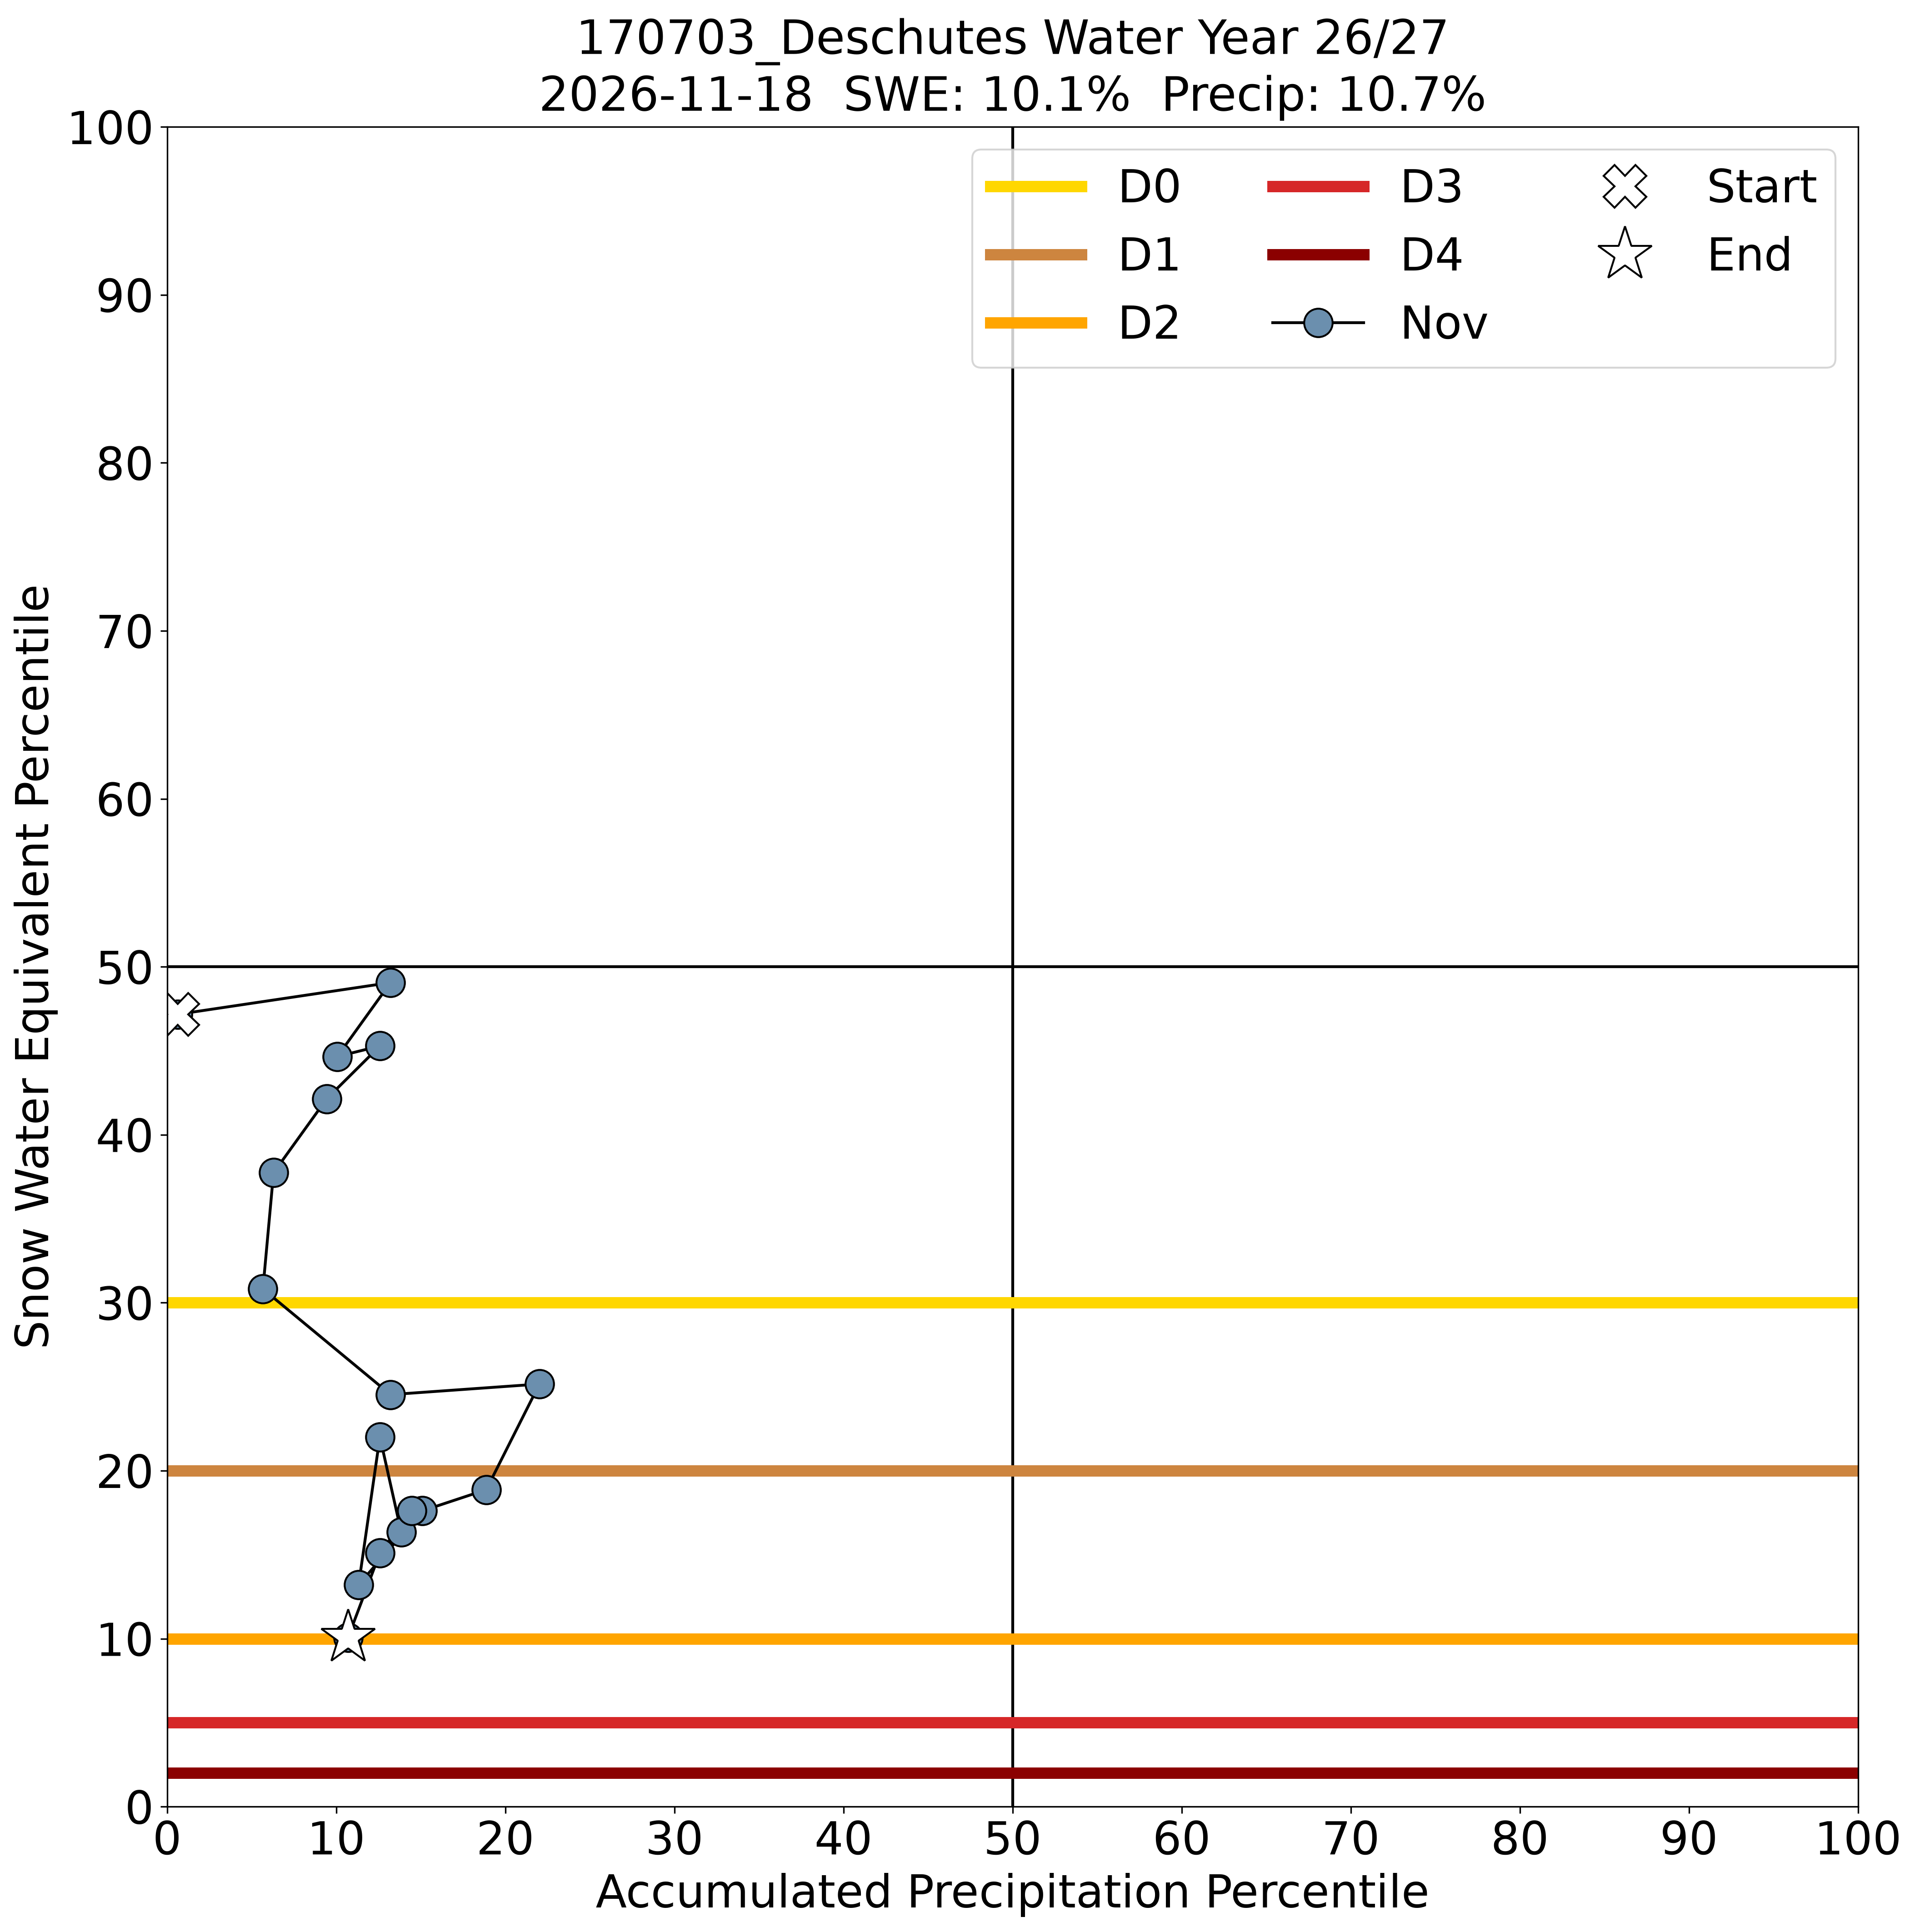 170703_Deschutes Water Year 26/27
2026-11-18  SWE: 10.1%  Precip: 10.7%
100
90
80
70
60
50
40
30
20
10
0
Snow Water Equivalent Percentile
D0
D1
D2
D3
D4
Nov
Start
End
0 10 20 30 40 50 60 70 80 90 100
Accumulated Precipitation Percentile